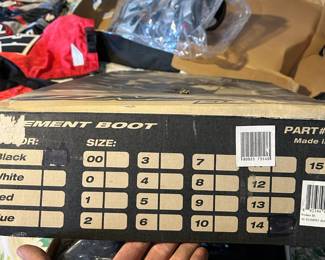 EMENT BOOT
PART#
OR: SIZE: Made i
Black 00 3 7 15
White 0 4 8 12
ed 1 5 9 13
ue 2 6 10 14